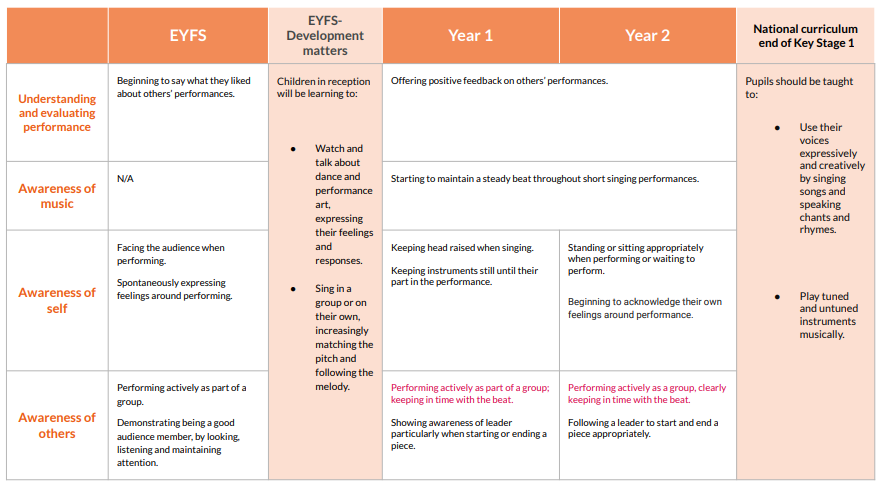 EYFS
EYFS-
Development
matters
Year 1
Year 2
National curriculum
end of Key Stage 1
Understanding
and evaluating
performance
Beginning to say what they liked
about others' performances.
Children in reception
will be learning to:
● Watch and
talk about
dance and
performance
art,
expressing
their feelings
and
responses.
● Sing in a
group or on
their own,
increasingly
matching the
pitch and
following the
melody.
Offering positive feedback on others' performances.
Pupils should be taught
to:
● Use their
voices
expressively
and creatively
by singing
songs and
speaking
chants and
rhymes.
● Play tuned
and untuned
instruments
musically.
Awareness of
music
N/A
Starting to maintain a steady beat throughout short singing performances.
Awareness of
self
Facing the audience when
performing.
Spontaneously expressing
feelings around performing.
Keeping head raised when singing.
Keeping instruments still until their
part in the performance.
Standing or sitting appropriately
when performing or waiting to
perform.
Beginning to acknowledge their own
feelings around performance.
Awareness of
others
Performing actively as part of a
group.
Demonstrating being a good
audience member, by looking,
listening and maintaining
attention.
Performing actively as part of a group;
keeping in time with the beat.
Showing awareness of leader
particularly when starting or ending a
piece.
Performing actively as a group, clearly
keeping in time with the beat.
Following a leader to start and end a
piece appropriately.